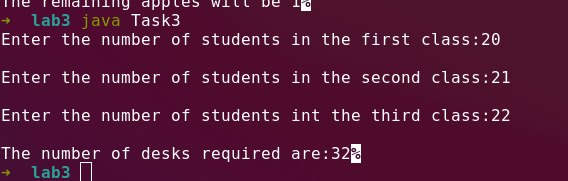 The remaining apples will be 1%
➜ lab3 java Task3
Enter the number of students in the first class:20
Enter the number of students in the second class:21
Enter the number of students int the third class:22
The number of desks required are:32%
➜ lab3